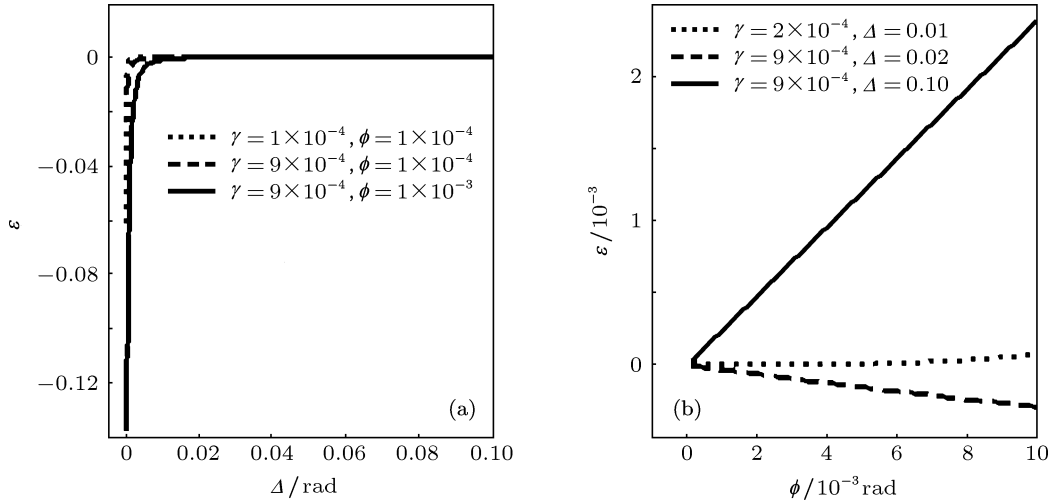 0
−0.04
−0.08
−0.12
ε
γ = 1×10⁻⁴, ϕ = 1×10⁻⁴
γ = 9×10⁻⁴, ϕ = 1×10⁻⁴
γ = 9×10⁻⁴, ϕ = 1×10⁻³
(a)
0 0.02 0.04 0.06 0.08 0.10
Δ/rad
γ = 2×10⁻⁴, Δ = 0.01
γ = 9×10⁻⁴, Δ = 0.02
γ = 9×10⁻⁴, Δ = 0.10
2
1
0
ε/10⁻³
(b)
0 2 4 6 8 10
ϕ/10⁻³ rad